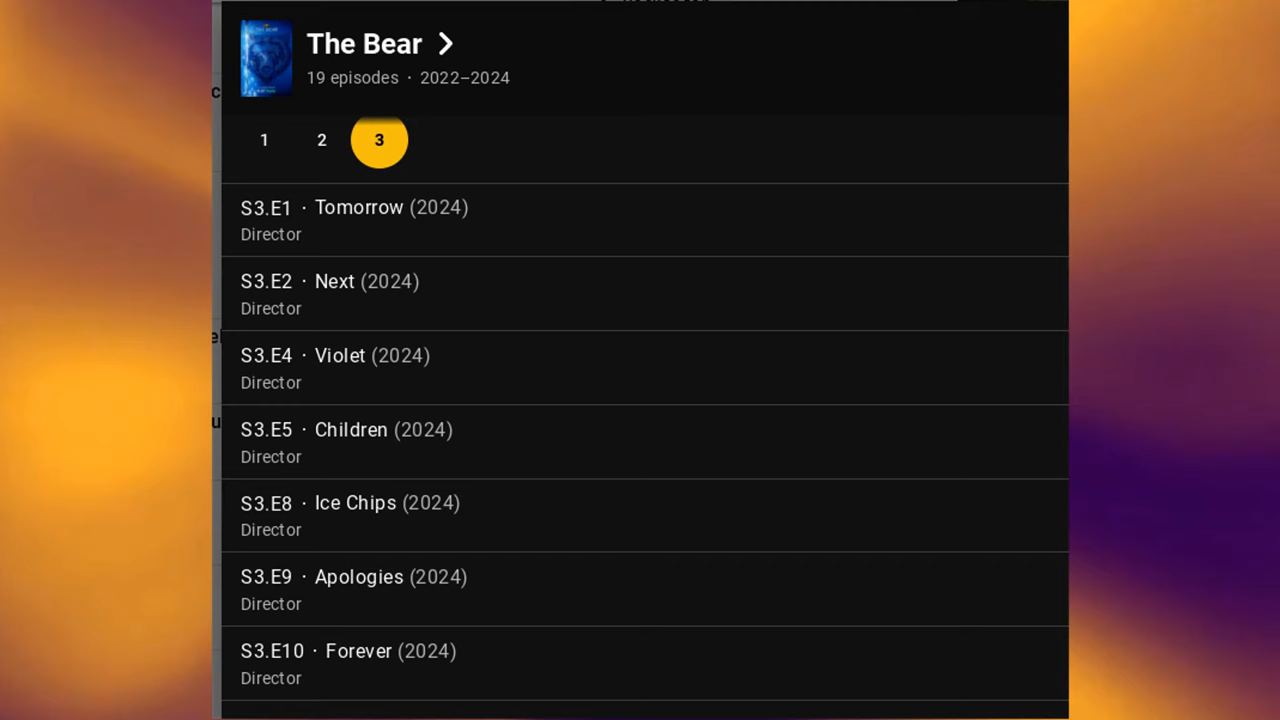 The Bear
19 episodes · 2022–2024
1 2 3
S3.E1 · Tomorrow (2024)
Director
S3.E2 · Next (2024)
Director
S3.E4 · Violet (2024)
Director
S3.E5 · Children (2024)
Director
S3.E8 · Ice Chips (2024)
Director
S3.E9 · Apologies (2024)
Director
S3.E10 · Forever (2024)
Director